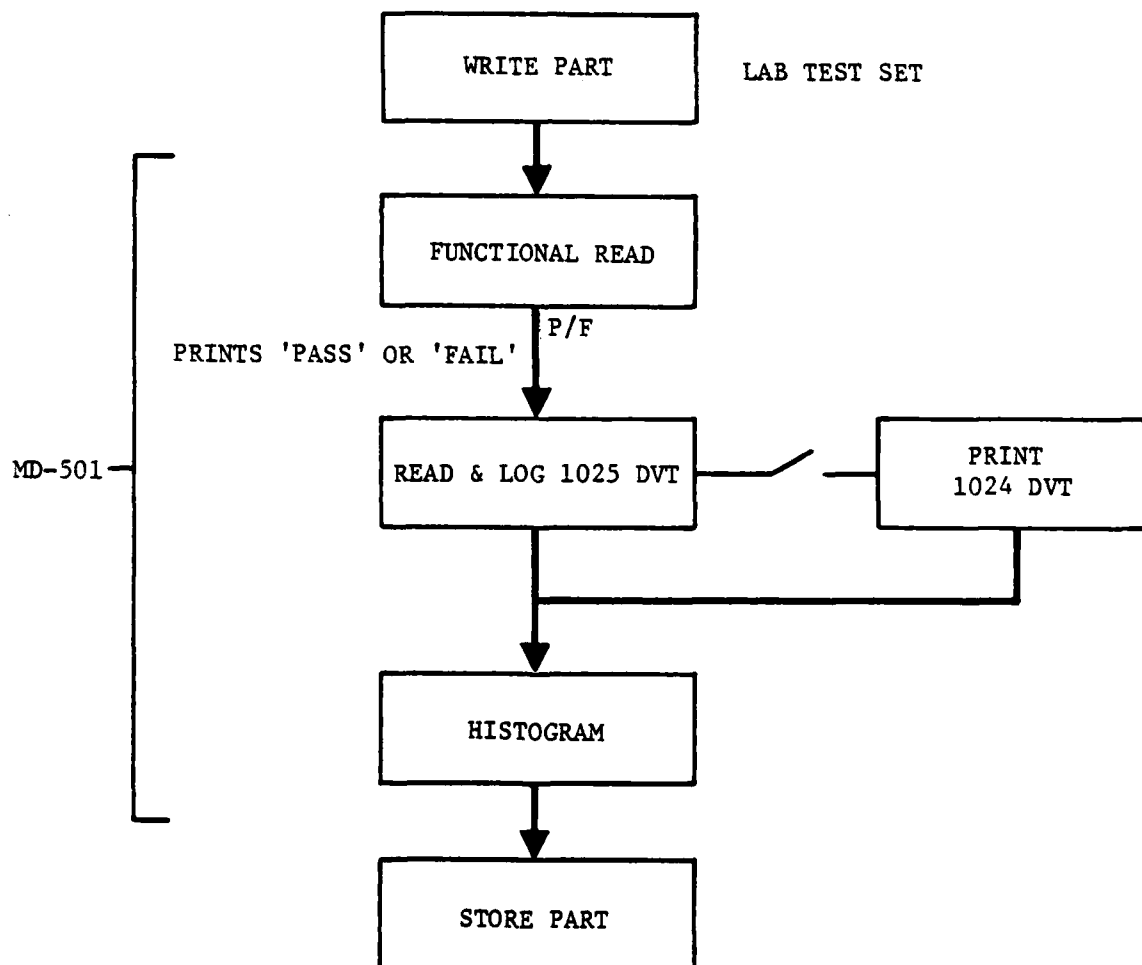 WRITE PART
LAB TEST SET
FUNCTIONAL READ
P/F
PRINTS 'PASS' OR 'FAIL'
MD-501
READ & LOG 1025 DVT
PRINT
1024 DVT
HISTOGRAM
STORE PART